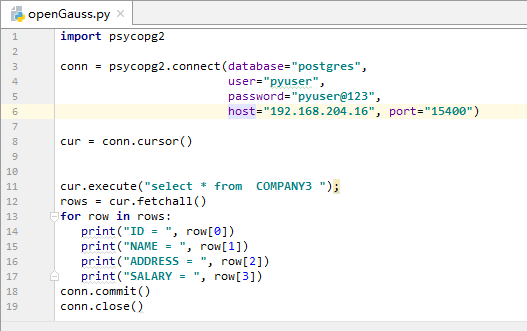 openGauss.py
1 import psycopg2
2
3 conn = psycopg2.connect(database="postgres",
4                         user="pyuser",
5                         password="pyuser@123",
6                         host="192.168.204.16", port="15400")
7
8 cur = conn.cursor()
9
10
11 cur.execute("select * from  COMPANY3 ");
12 rows = cur.fetchall()
13 for row in rows:
14    print("ID = ", row[0])
15    print("NAME = ", row[1])
16    print("ADDRESS = ", row[2])
17    print("SALARY = ", row[3])
18 conn.commit()
19 conn.close()